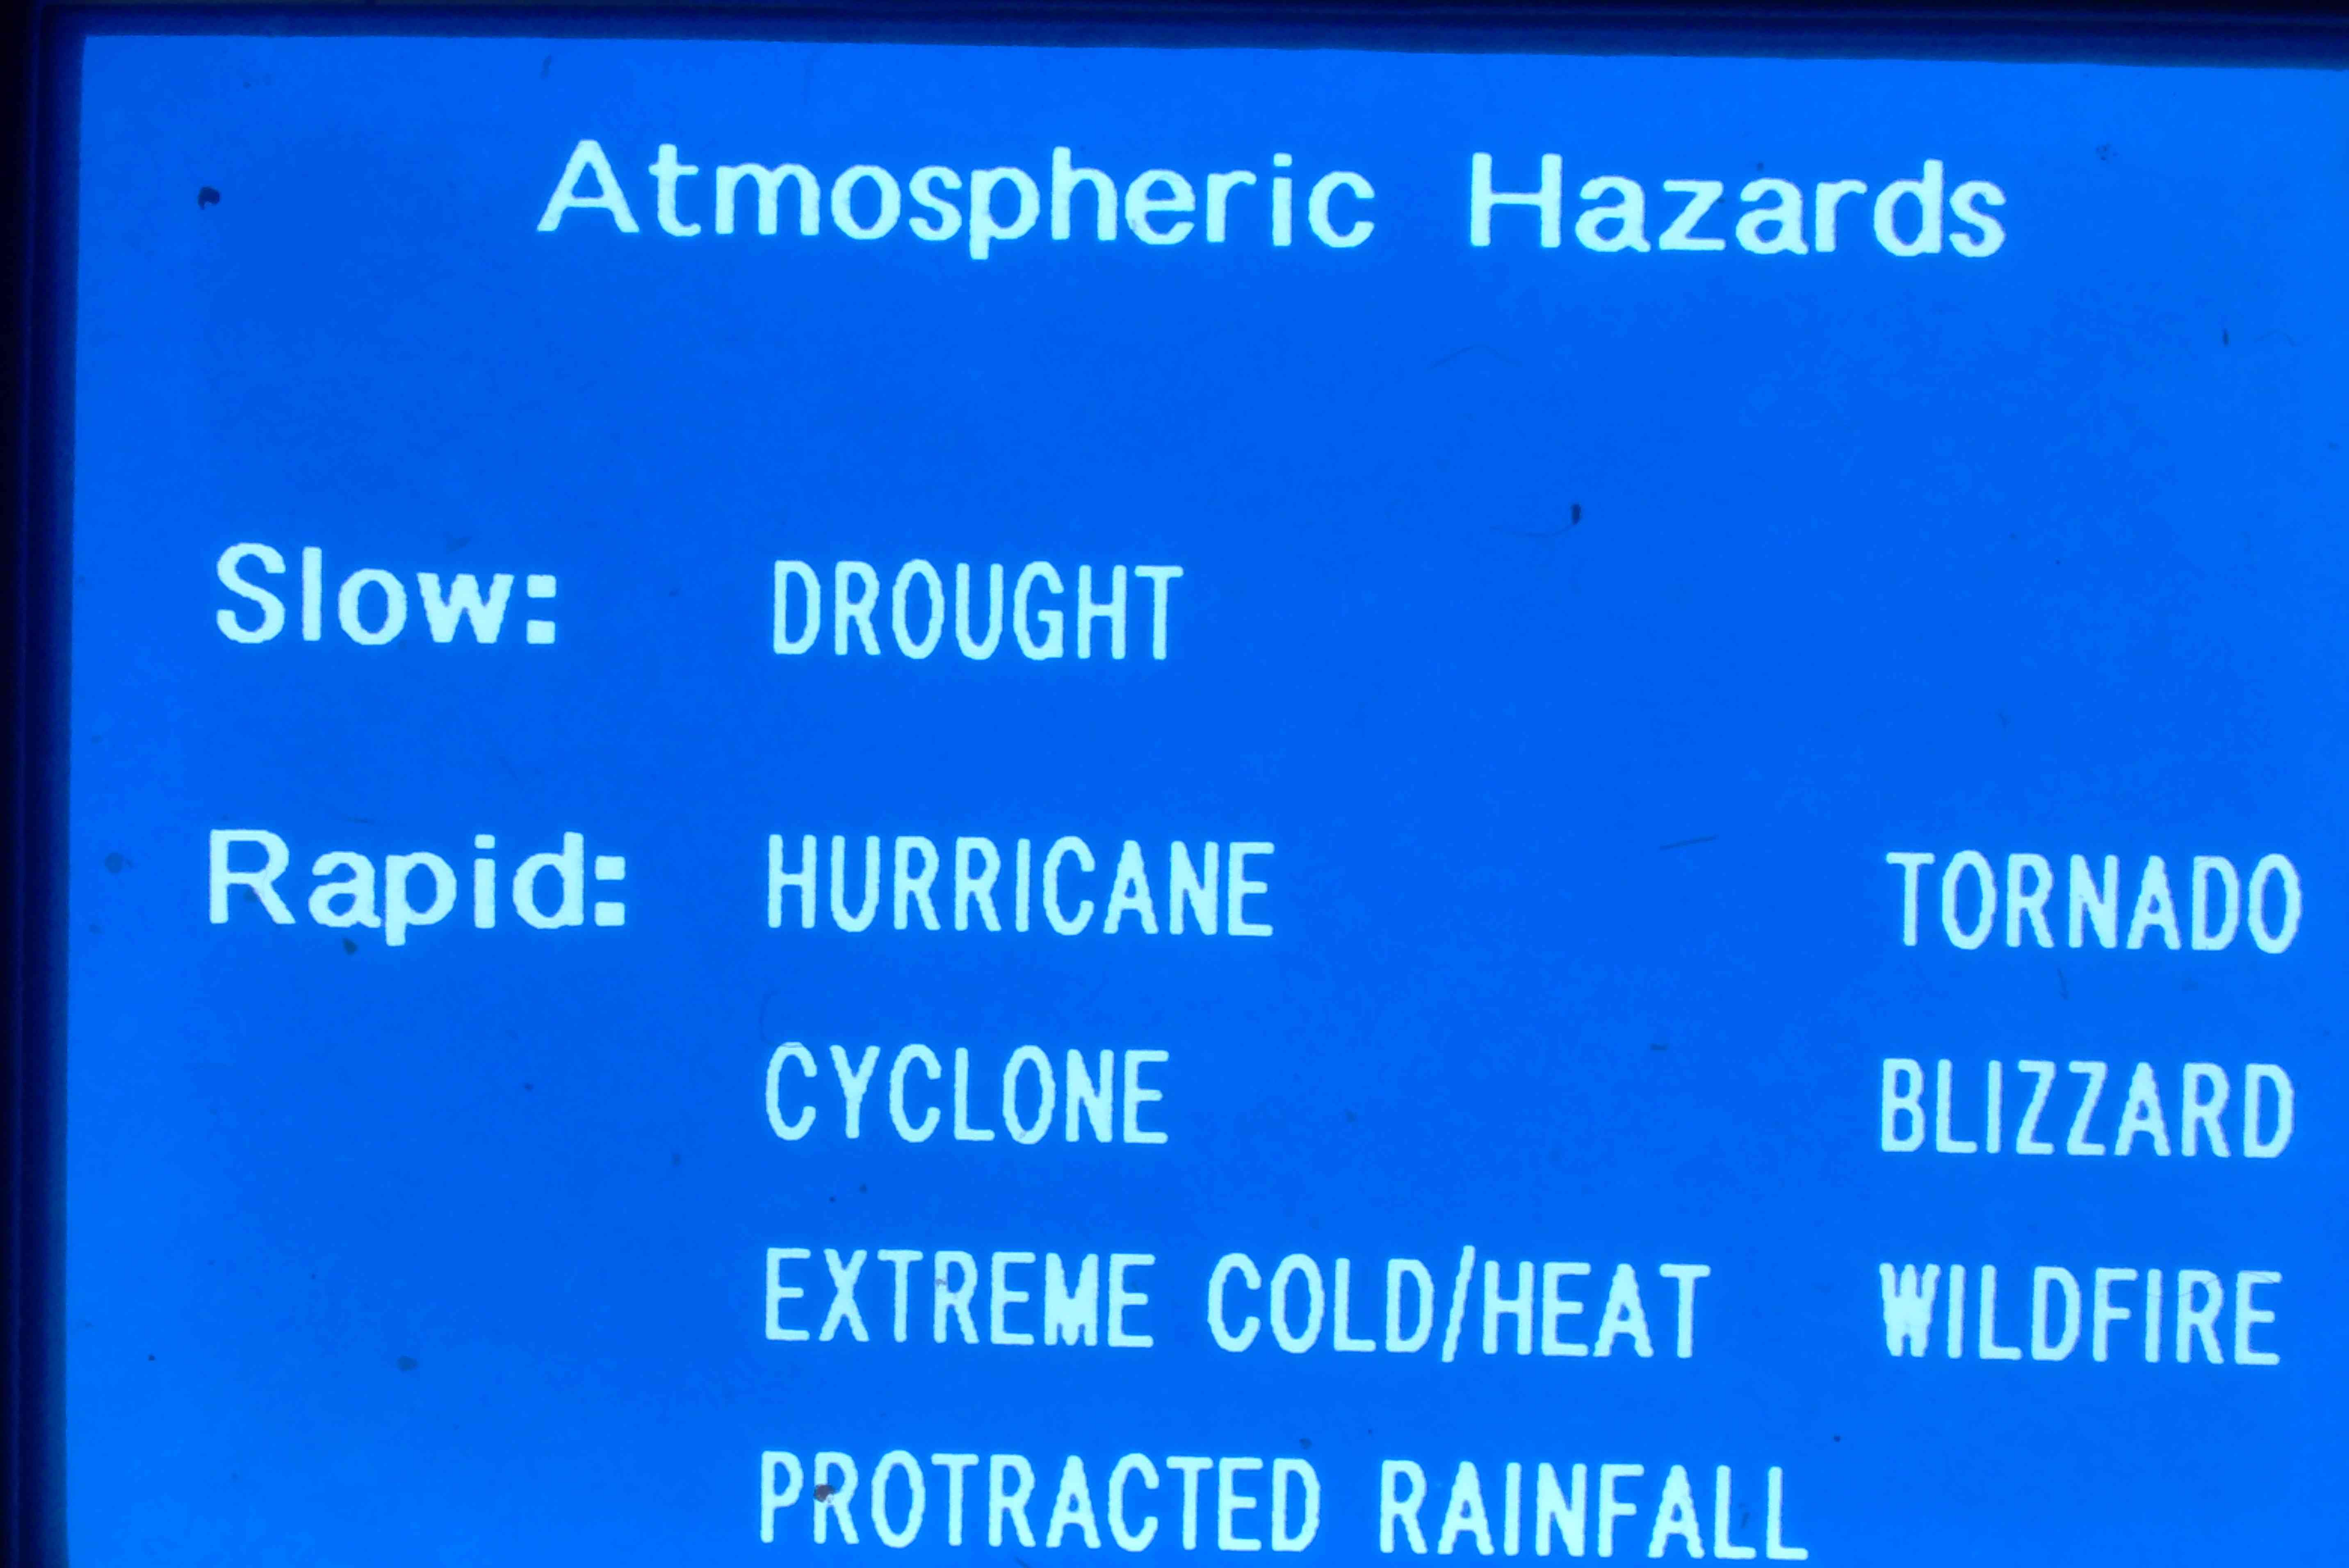 Atmospheric Hazards
Slow: DROUGHT
Rapid: HURRICANE TORNADO
CYCLONE BLIZZARD
EXTREME COLD/HEAT WILDFIRE
PROTRACTED RAINFALL